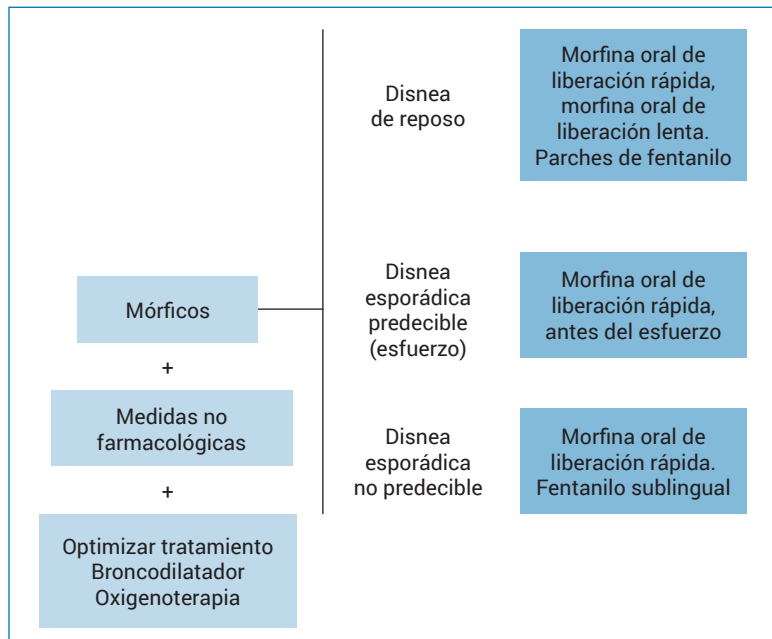 Mórficos
+
Medidas no
farmacológicas
+
Optimizar tratamiento
Broncodilatador
Oxigenoterapia
Disnea
de reposo
Morfina oral de
liberación rápida,
morfina oral de
liberación lenta.
Parches de fentanilo
Disnea
esporádica
predecible
(esfuerzo)
Morfina oral de
liberación rápida,
antes del esfuerzo
Disnea
esporádica
no predecible
Morfina oral de
liberación rápida.
Fentanilo sublingual